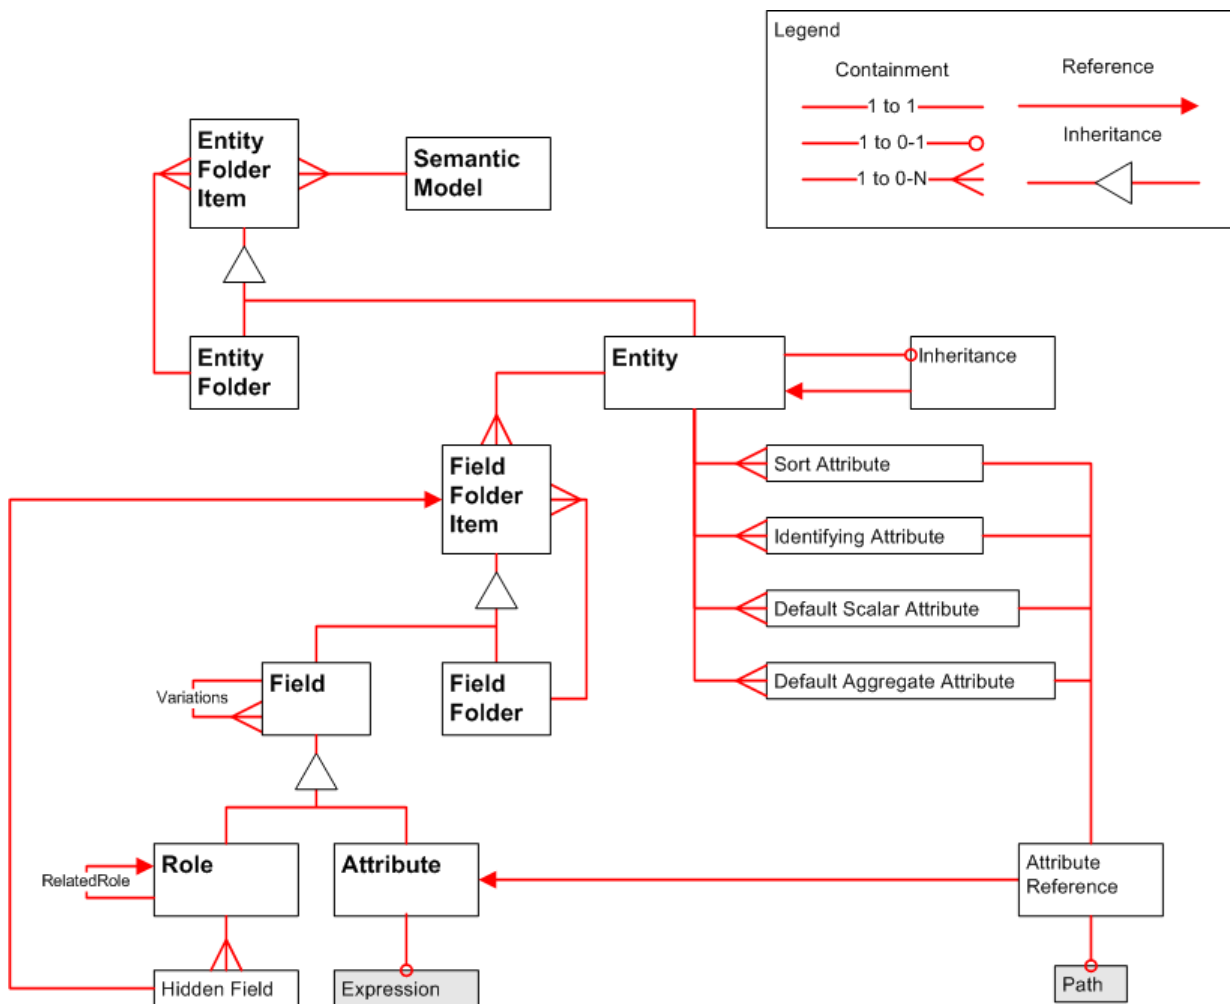 Legend
Containment
Reference
1 to 1
Inheritance
1 to 0-1
1 to 0-N
Entity
Folder
Item
Semantic
Model
Entity
Folder
Entity
Inheritance
Field
Folder
Item
Sort Attribute
Identifying Attribute
Default Scalar Attribute
Default Aggregate Attribute
Variations
Field
Field
Folder
RelatedRole
Role
Attribute
Attribute
Reference
Hidden Field
Expression
Path